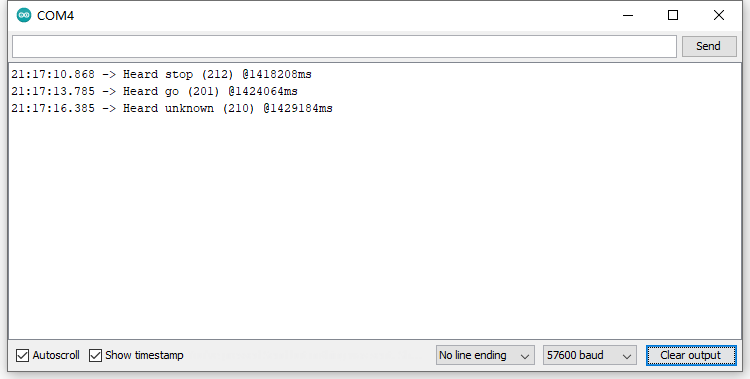 COM4
Send
21:17:10.868 -> Heard stop (212) @1418208ms
21:17:13.785 -> Heard go (201) @1424064ms
21:17:16.385 -> Heard unknown (210) @1429184ms
Autoscroll Show timestamp No line ending 57600 baud Clear output